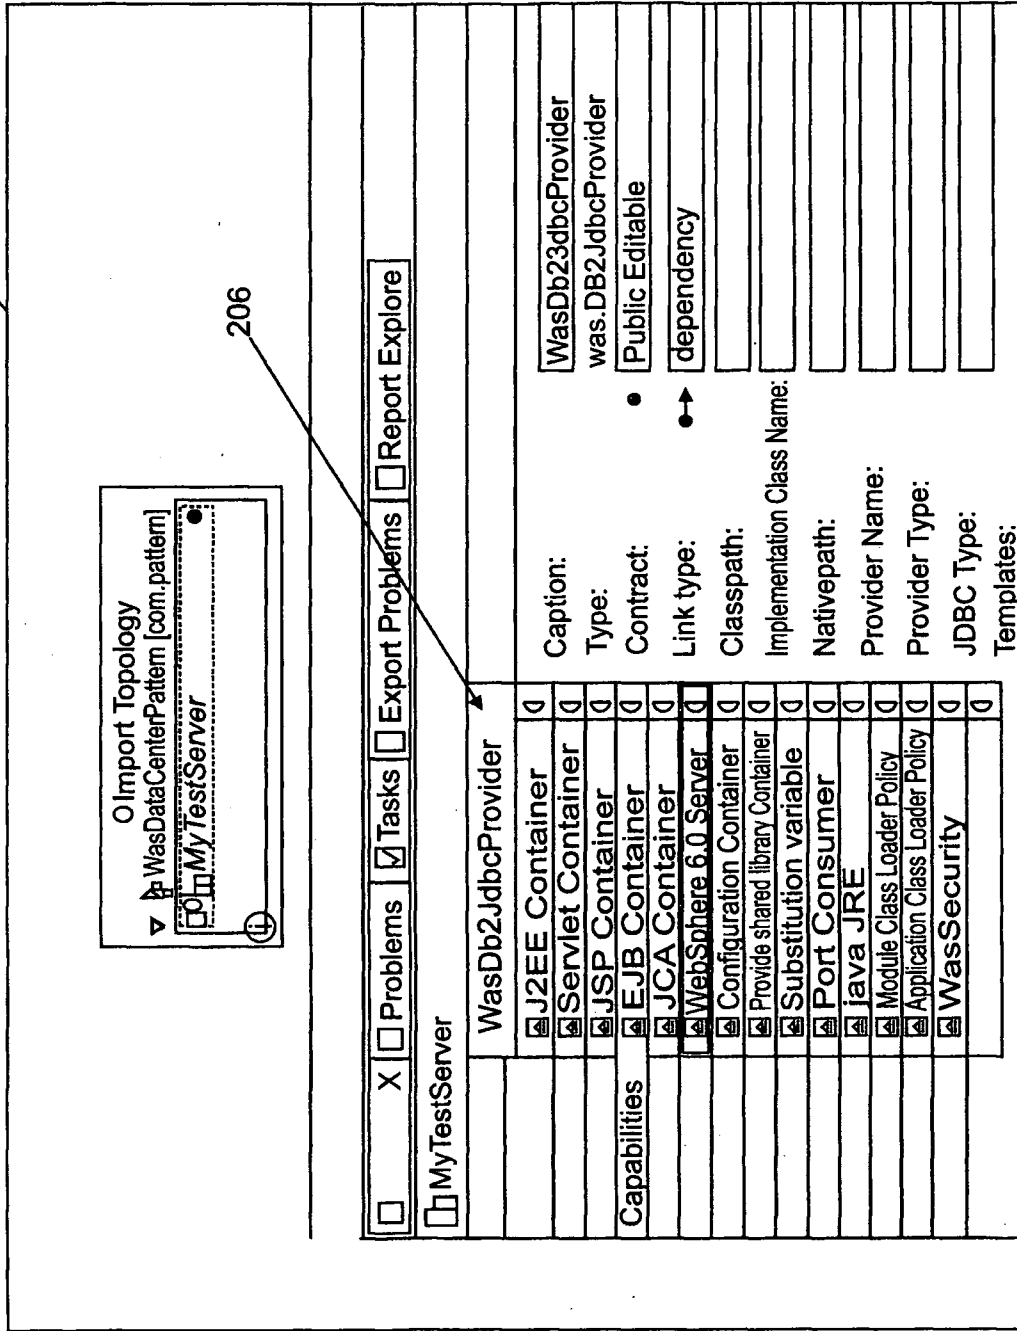 O Import Topology
WasDataCenterPattern [com.pattern]
MyTestServer
i
206
X Problems Tasks Export Problems Report Explore
MyTestServer
WasDb2JdbcProvider
Capabilities
J2EE Container
Servlet Container
JSP Container
EJB Container
JCA Container
WebSphere 6.0 Server
Configuration Container
Provide shared library Container
Substitution variable
Port Consumer
java JRE
Module Class Loader Policy
Application Class Loader Policy
WasSecurity
Caption: WasDb23dbcProvider
Type: was.DB2JdbcProvider
Contract: Public Editable
Link type: dependency
Classpath:
Implementation Class Name:
Nativepath:
Provider Name:
Provider Type:
JDBC Type:
Templates: